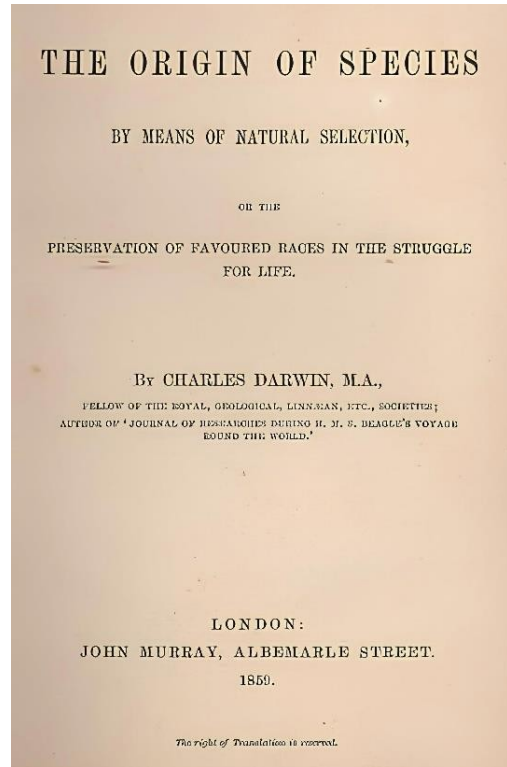 THE ORIGIN OF SPECIES
BY MEANS OF NATURAL SELECTION,
OR THE
PRESERVATION OF FAVOURED RACES IN THE STRUGGLE
FOR LIFE.
By CHARLES DARWIN, M.A.,
FELLOW OF THE ROYAL, GEOLOGICAL, LINNÆAN, ETC., SOCIETIES;
AUTHOR OF ‘JOURNAL OF RESEARCHES DURING H. M. S. BEAGLE’S VOYAGE
ROUND THE WORLD.’
LONDON:
JOHN MURRAY, ALBEMARLE STREET.
1859.
The right of Translation is reserved.